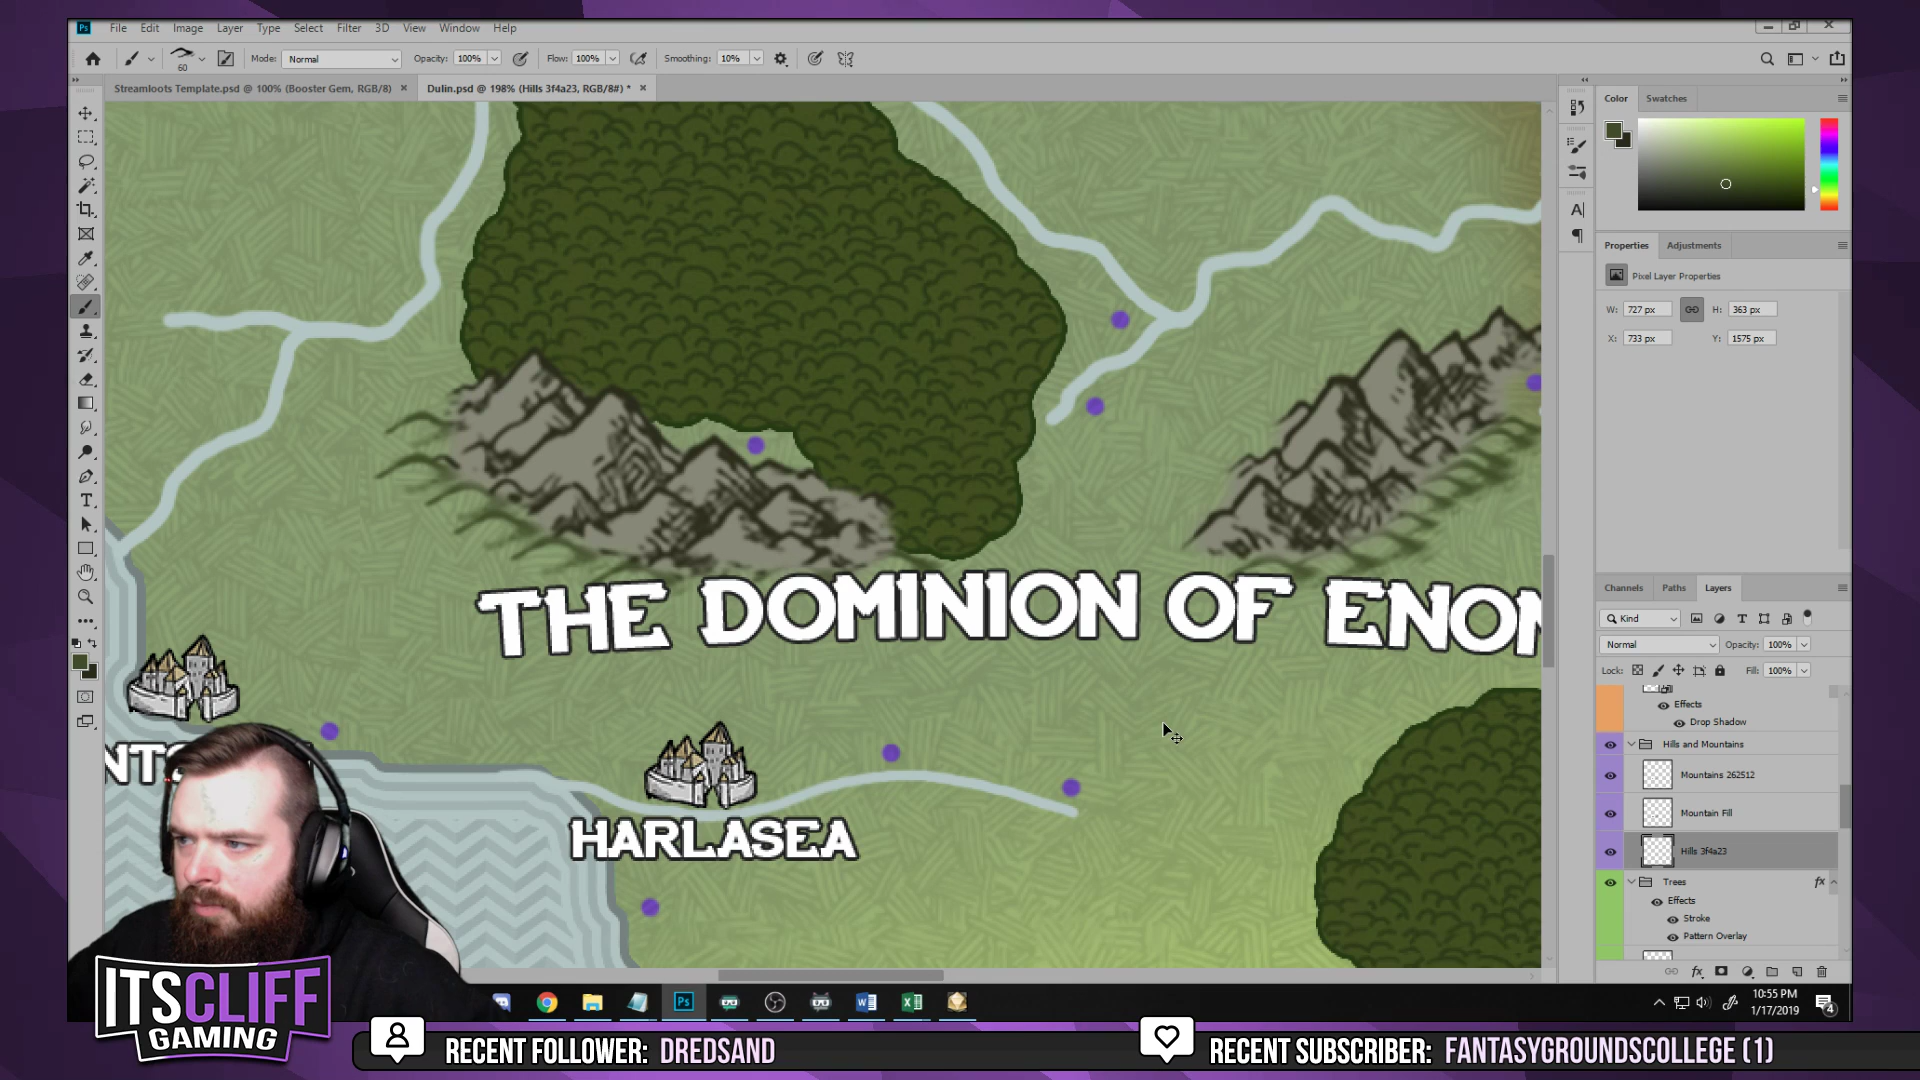 File Edit Image Layer Type Select Filter 3D View Window Help
60 Mode: Normal Opacity: 100% Flow: 100% Smoothing: 10%
Streamloots Template.psd @ 100% (Booster Gem, RGB/8) × Dulin.psd @ 198% (Hills 3f4a23, RGB/8#) * ×
Color Swatches
Properties Adjustments
Pixel Layer Properties
W: 727 px H: 363 px
X: 733 px Y: 1575 px
THE DOMINION OF ENO
HARLASEA
Channels Paths Layers
Kind
Normal Opacity: 100%
Lock: Fill: 100%
Effects
Drop Shadow
Hills and Mountains
Mountains 262512
Mountain Fill
Hills 3f4a23
Trees fx
Effects
Stroke
Pattern Overlay
10:55 PM
1/17/2019
4
ITSCLIFF
GAMING
RECENT FOLLOWER: DREDSAND
RECENT SUBSCRIBER: FANTASYGROUNDSCOLLEGE (1)